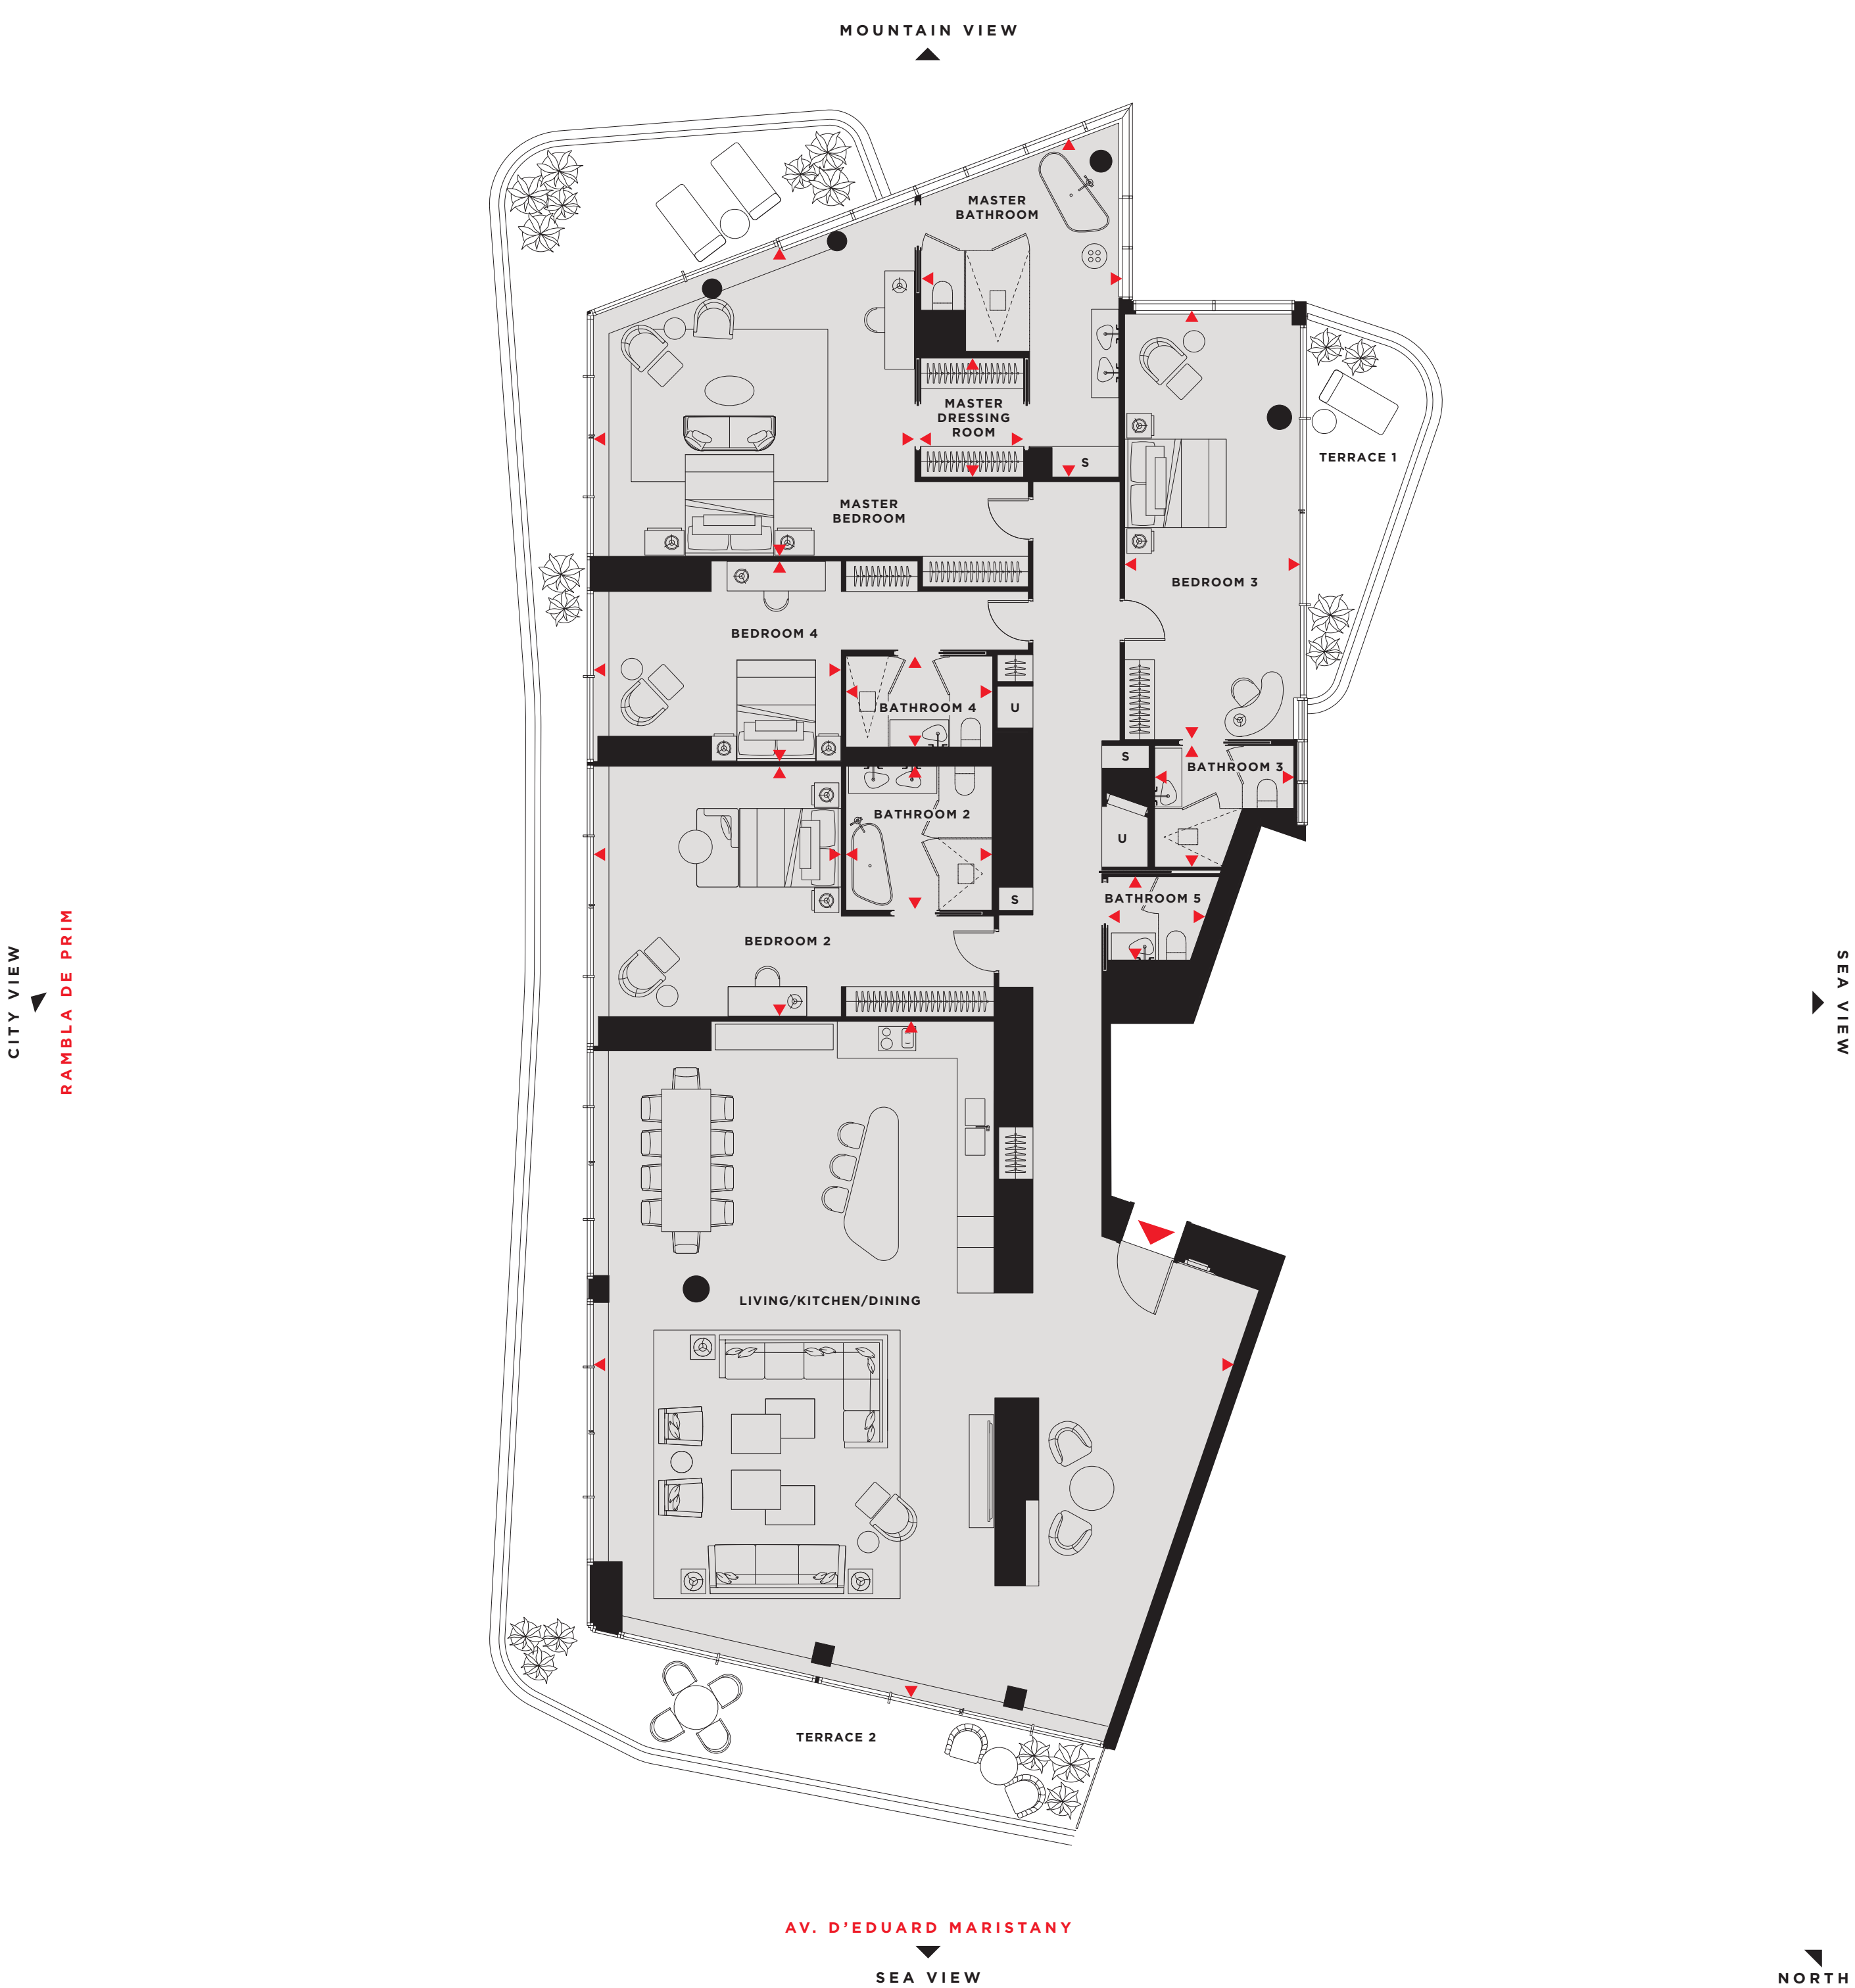 MOUNTAIN VIEW
MASTER
BATHROOM
MASTER
DRESSING
ROOM
S
TERRACE 1
MASTER
BEDROOM
BEDROOM 3
BEDROOM 4
BATHROOM 4
U
S
BATHROOM 3
BATHROOM 2
U
S
BATHROOM 5
BEDROOM 2
CITY VIEW
RAMBLA DE PRIM
SEA VIEW
LIVING/KITCHEN/DINING
TERRACE 2
AV. D’EDUARD MARISTANY
SEA VIEW
NORTH